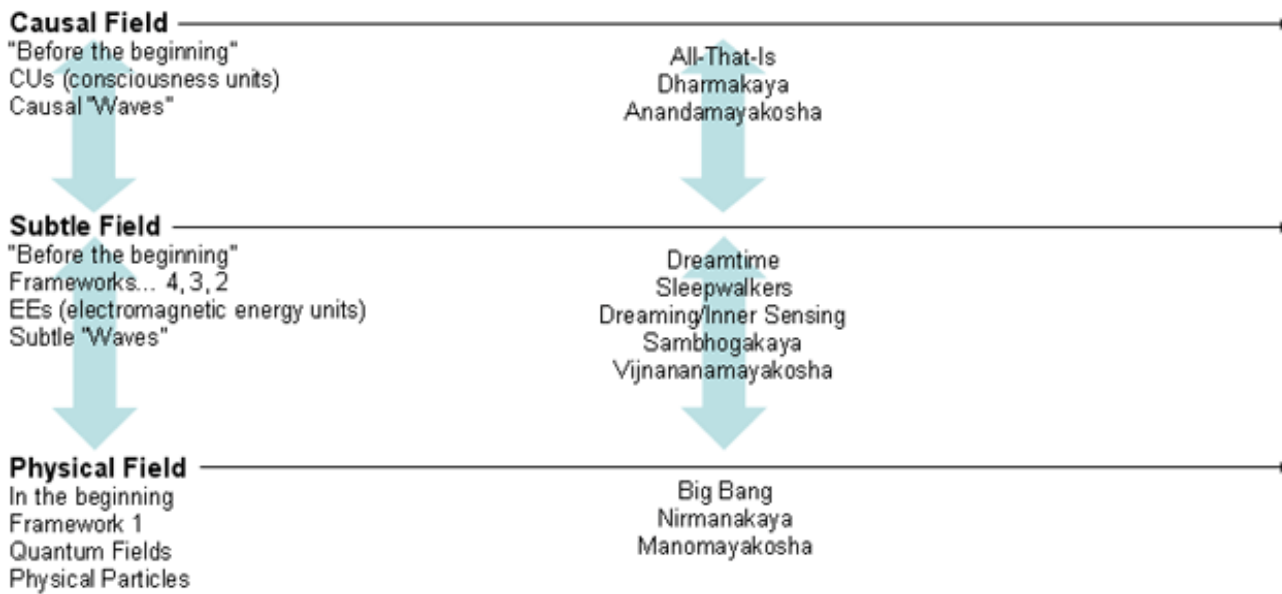 Causal Field
"Before the beginning"
CUs (consciousness units)
Causal "Waves"
All-That-Is
Dharmakaya
Anandamayakosha
Subtle Field
"Before the beginning"
Frameworks... 4, 3, 2
EEs (electromagnetic energy units)
Subtle "Waves"
Dreamtime
Sleepwalkers
Dreaming/Inner Sensing
Sambhogakaya
Vijnananamayakosha
Physical Field
In the beginning
Framework 1
Quantum Fields
Physical Particles
Big Bang
Nirmanakaya
Manomayakosha